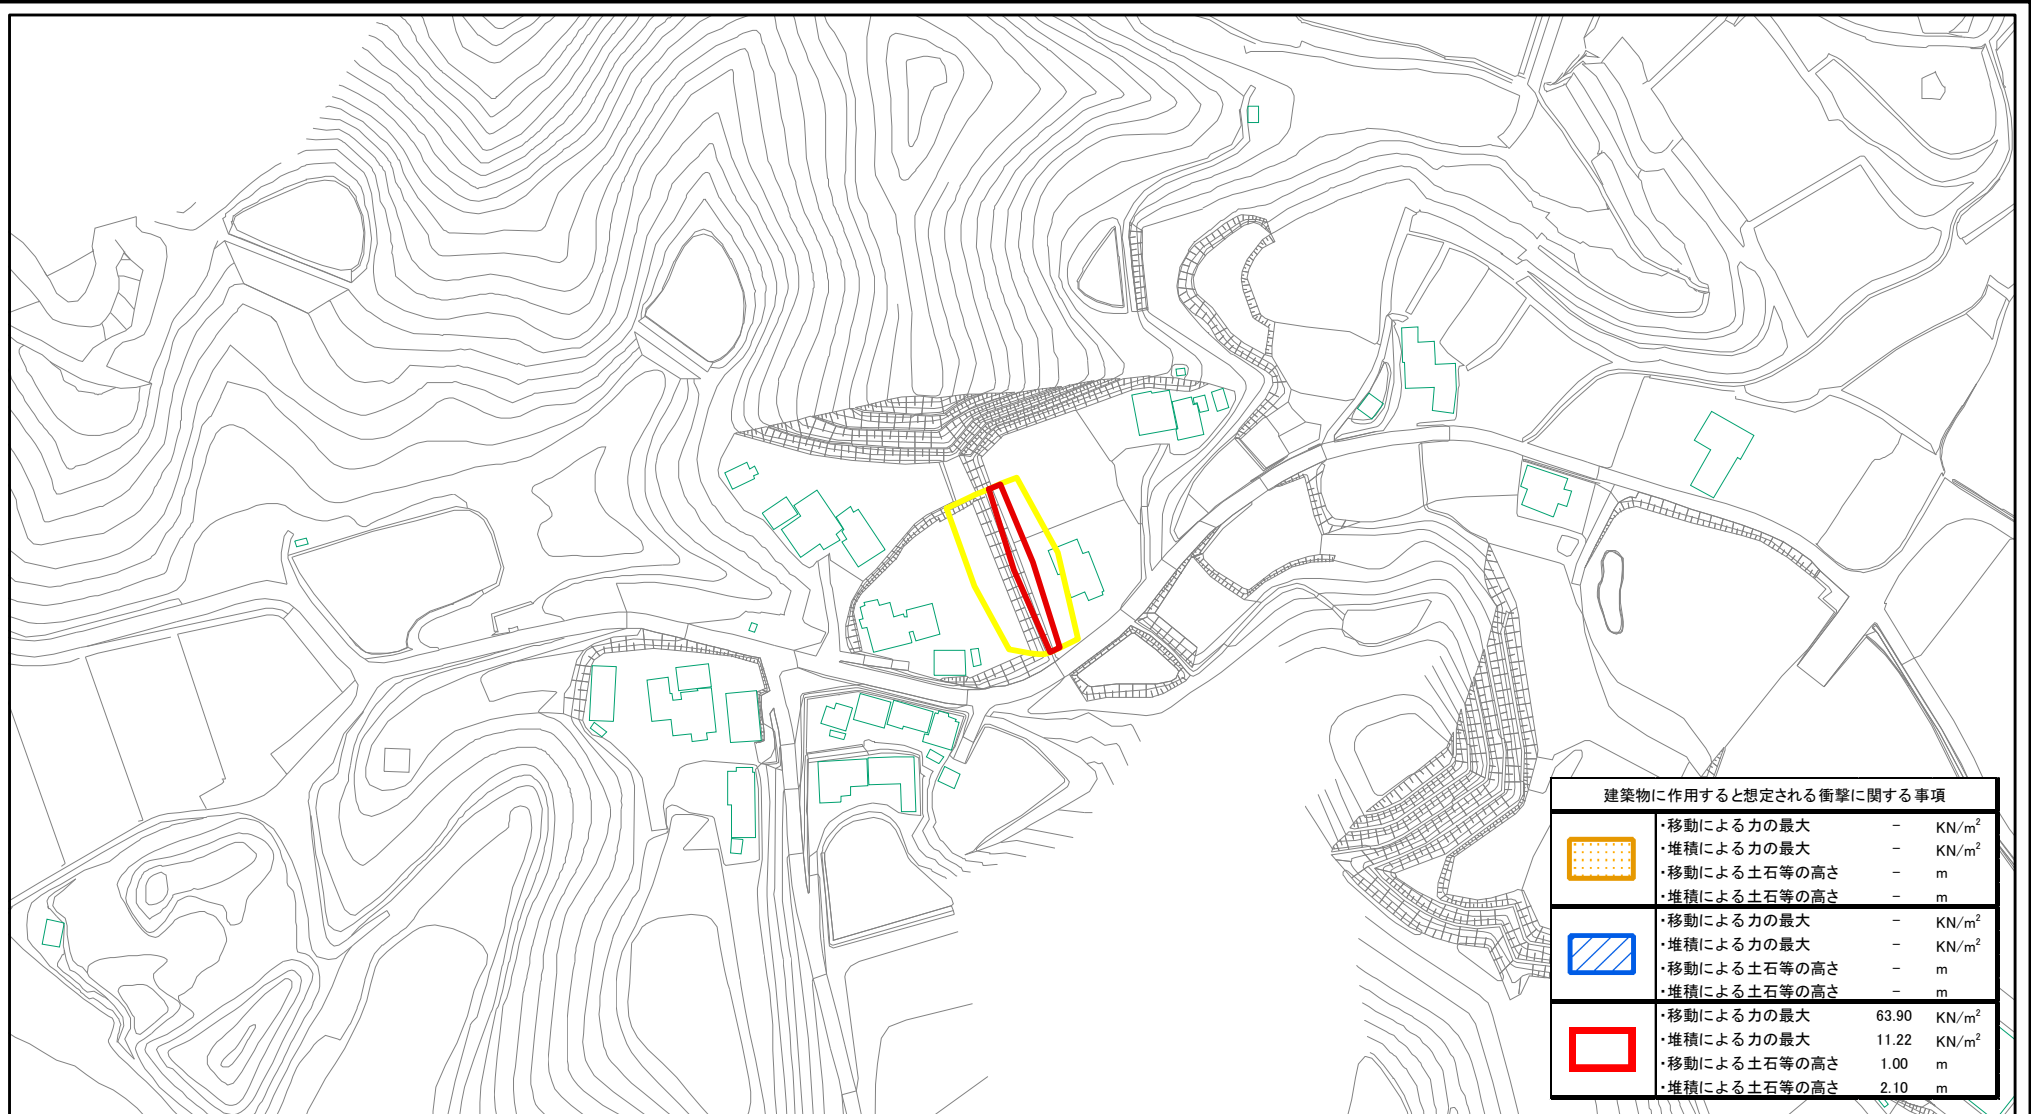 建築物に作用すると想定される衝撃に関する事項
・移動による力の最大 － KN/m²
・堆積による力の最大 － KN/m²
・移動による土石等の高さ － m
・堆積による土石等の高さ － m
・移動による力の最大 － KN/m²
・堆積による力の最大 － KN/m²
・移動による土石等の高さ － m
・堆積による土石等の高さ － m
・移動による力の最大 63.90 KN/m²
・堆積による力の最大 11.22 KN/m²
・移動による土石等の高さ 1.00 m
・堆積による土石等の高さ 2.10 m